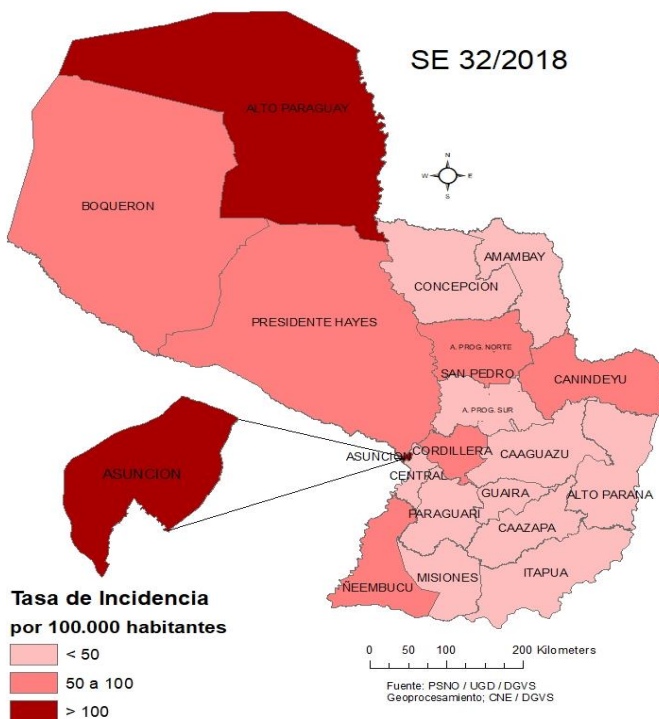 SE 32/2018
ALTO PARAGUAY
N
W E
S
BOQUERON
AMAMBAY
CONCEPCIÓN
PRESIDENTE HAYES
A. PROG. NORTE
SAN PEDRO
CANINDEYU
A. PROG. SUR
ASUNCION
CORDILLERA
CAAGUAZU
ASUNCION
CENTRAL
GUAIRA
ALTO PARANA
PARAGUARI
CAAZAPA
MISIONES
ITAPUA
ÑEEMBUCU
Tasa de Incidencia
por 100.000 habitantes
< 50
50 a 100
> 100
0 50 100 200 Kilometers
Fuente: PSNO / UGD / DGVS
Geoprocesamiento; CNE / DGVS